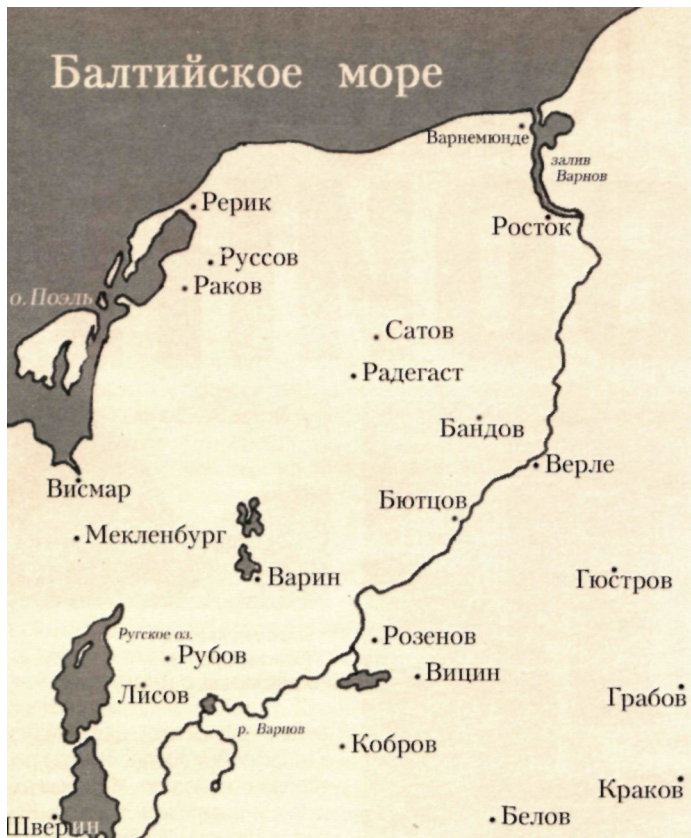 Балтийское море
Варнемюнде
залив
Варнов
Рерик
Росток
Руссов
Раков
о. Поэль
Сатов
Радегаст
Бандов
Верле
Висмар
Бютцов
Мекленбург
Варин
Гюстров
Ругское оз.
Розенов
Рубов
Вицин
Лисов
Грабов
р. Варнов
Кобров
Краков
Белов
Шверин